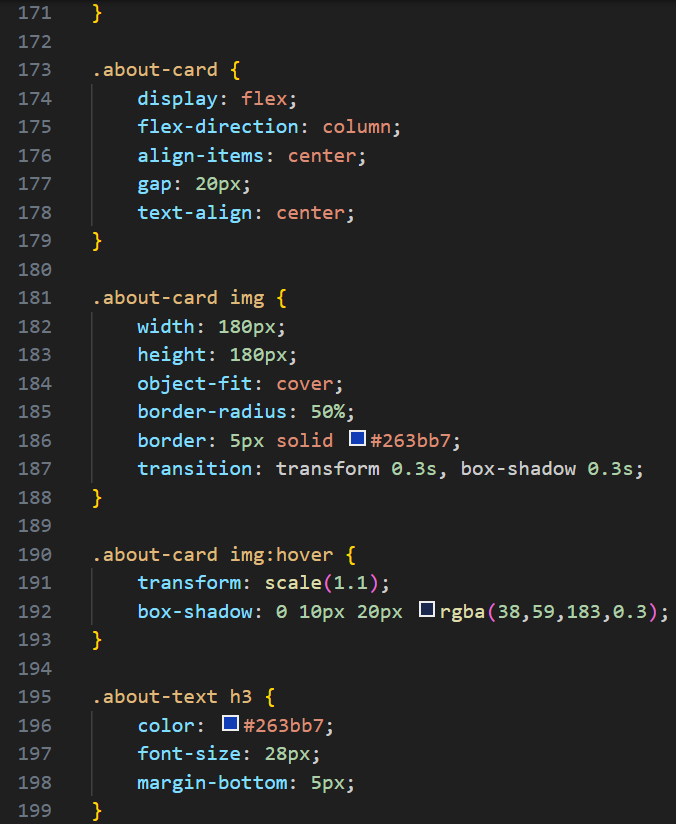 171 }
172
173 .about-card {
174     display: flex;
175     flex-direction: column;
176     align-items: center;
177     gap: 20px;
178     text-align: center;
179 }
180
181 .about-card img {
182     width: 180px;
183     height: 180px;
184     object-fit: cover;
185     border-radius: 50%;
186     border: 5px solid #263bb7;
187     transition: transform 0.3s, box-shadow 0.3s;
188 }
189
190 .about-card img:hover {
191     transform: scale(1.1);
192     box-shadow: 0 10px 20px rgba(38,59,183,0.3);
193 }
194
195 .about-text h3 {
196     color: #263bb7;
197     font-size: 28px;
198     margin-bottom: 5px;
199 }